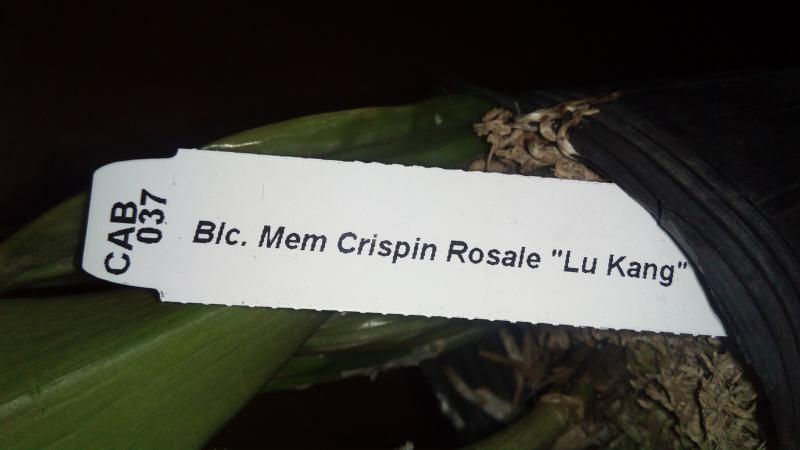 CAB
037
Blc. Mem Crispin Rosale "Lu Kang"